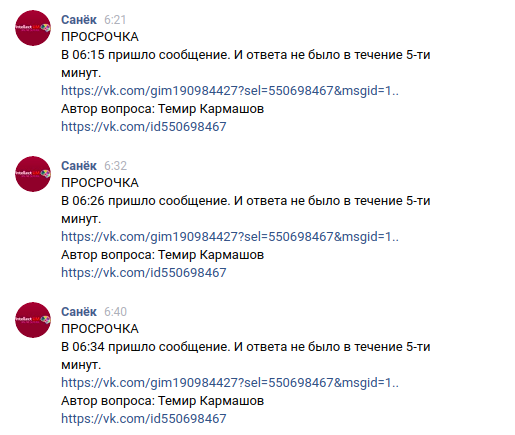 Санёк 6:21
ПРОСРОЧКА
В 06:15 пришло сообщение. И ответа не было в течение 5-ти
минут.
https://vk.com/gim190984427?sel=550698467&msgid=1..
Автор вопроса: Темир Кармашов
https://vk.com/id550698467
Санёк 6:32
ПРОСРОЧКА
В 06:26 пришло сообщение. И ответа не было в течение 5-ти
минут.
https://vk.com/gim190984427?sel=550698467&msgid=1..
Автор вопроса: Темир Кармашов
https://vk.com/id550698467
Санёк 6:40
ПРОСРОЧКА
В 06:34 пришло сообщение. И ответа не было в течение 5-ти
минут.
https://vk.com/gim190984427?sel=550698467&msgid=1..
Автор вопроса: Темир Кармашов
https://vk.com/id550698467